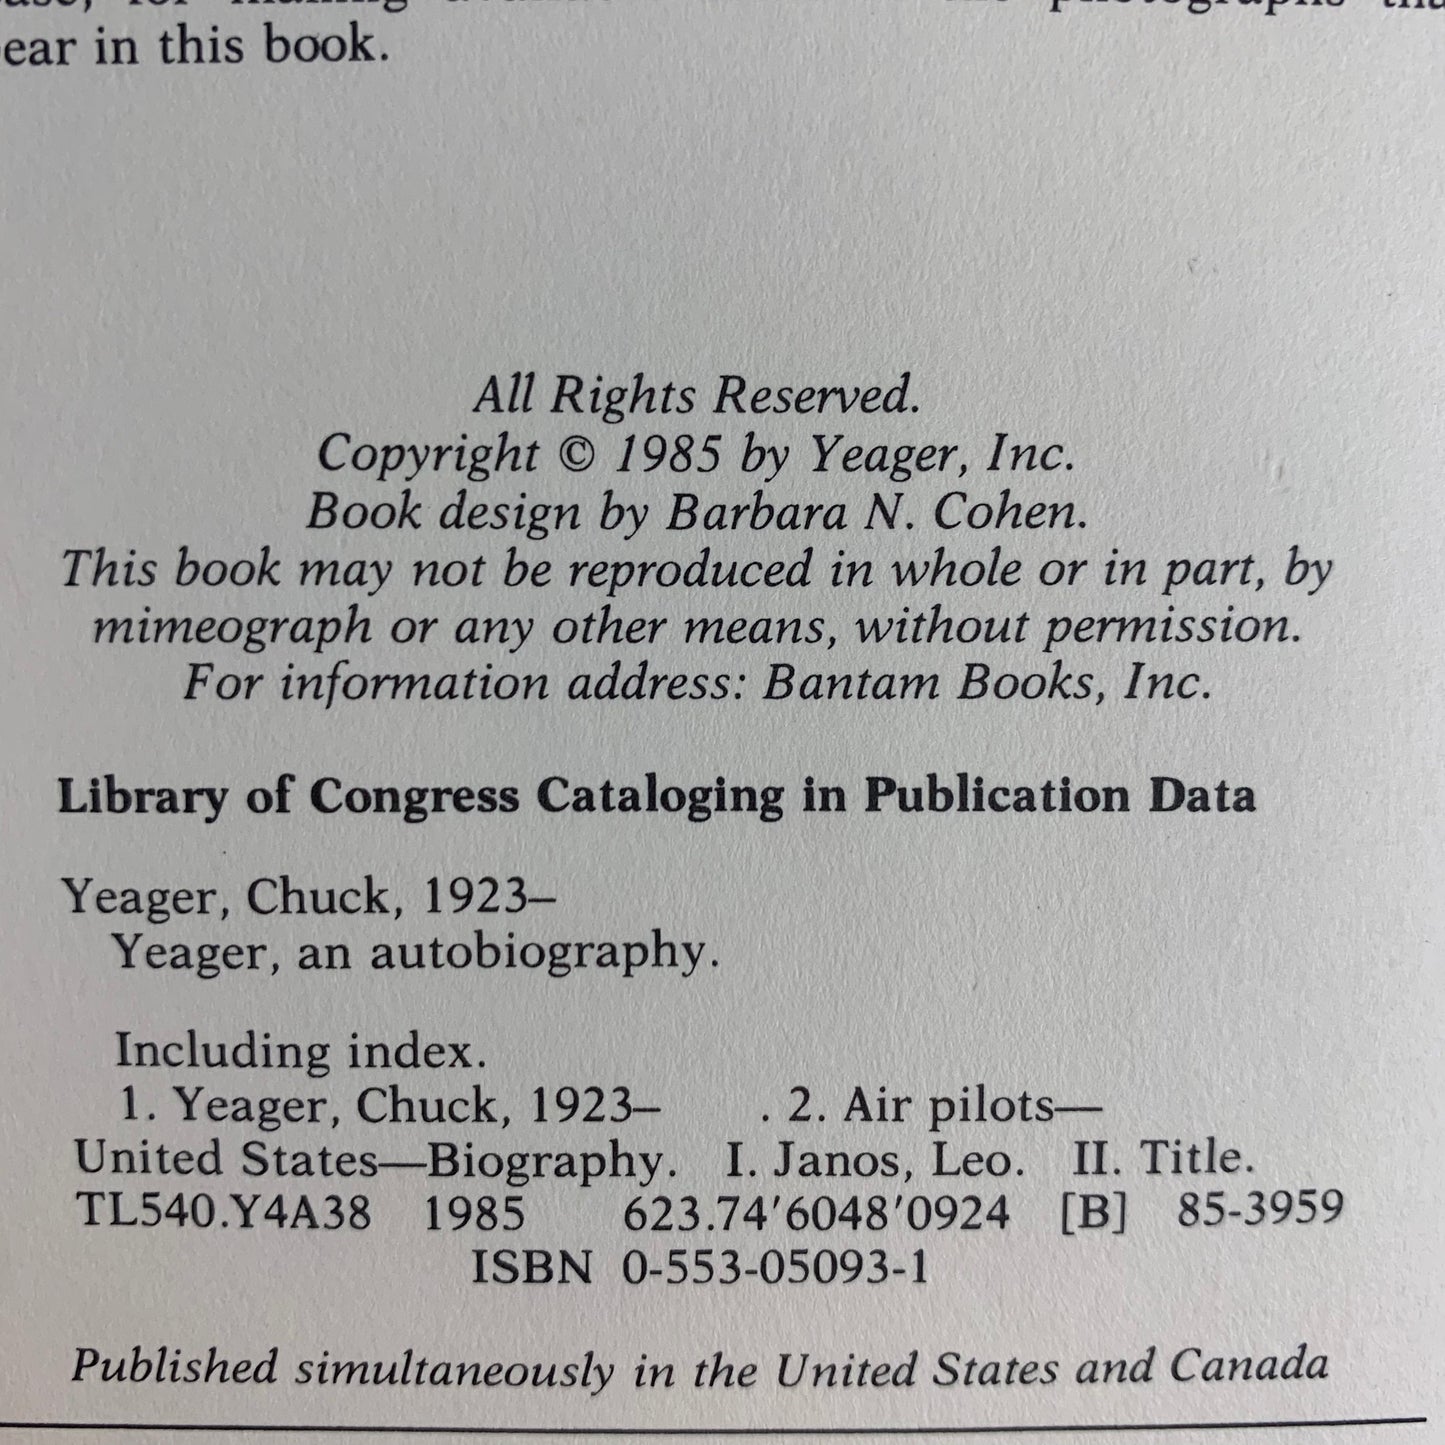 for making
photographs
ear in this book.
All Rights Reserved.
Copyright © 1985 by Yeager, Inc.
Book design by Barbara N. Cohen.
This book may not be reproduced in whole or in part, by
mimeograph or any other means, without permission.
For information address: Bantam Books, Inc.
Library of Congress Cataloging in Publication Data
Yeager, Chuck, 1923–
Yeager, an autobiography.
Including index.
1. Yeager, Chuck, 1923– . 2. Air pilots—
United States—Biography. I. Janos, Leo. II. Title.
TL540.Y4A38 1985 623.74′6048′0924 [B] 85-3959
ISBN 0-553-05093-1
Published simultaneously in the United States and Canada